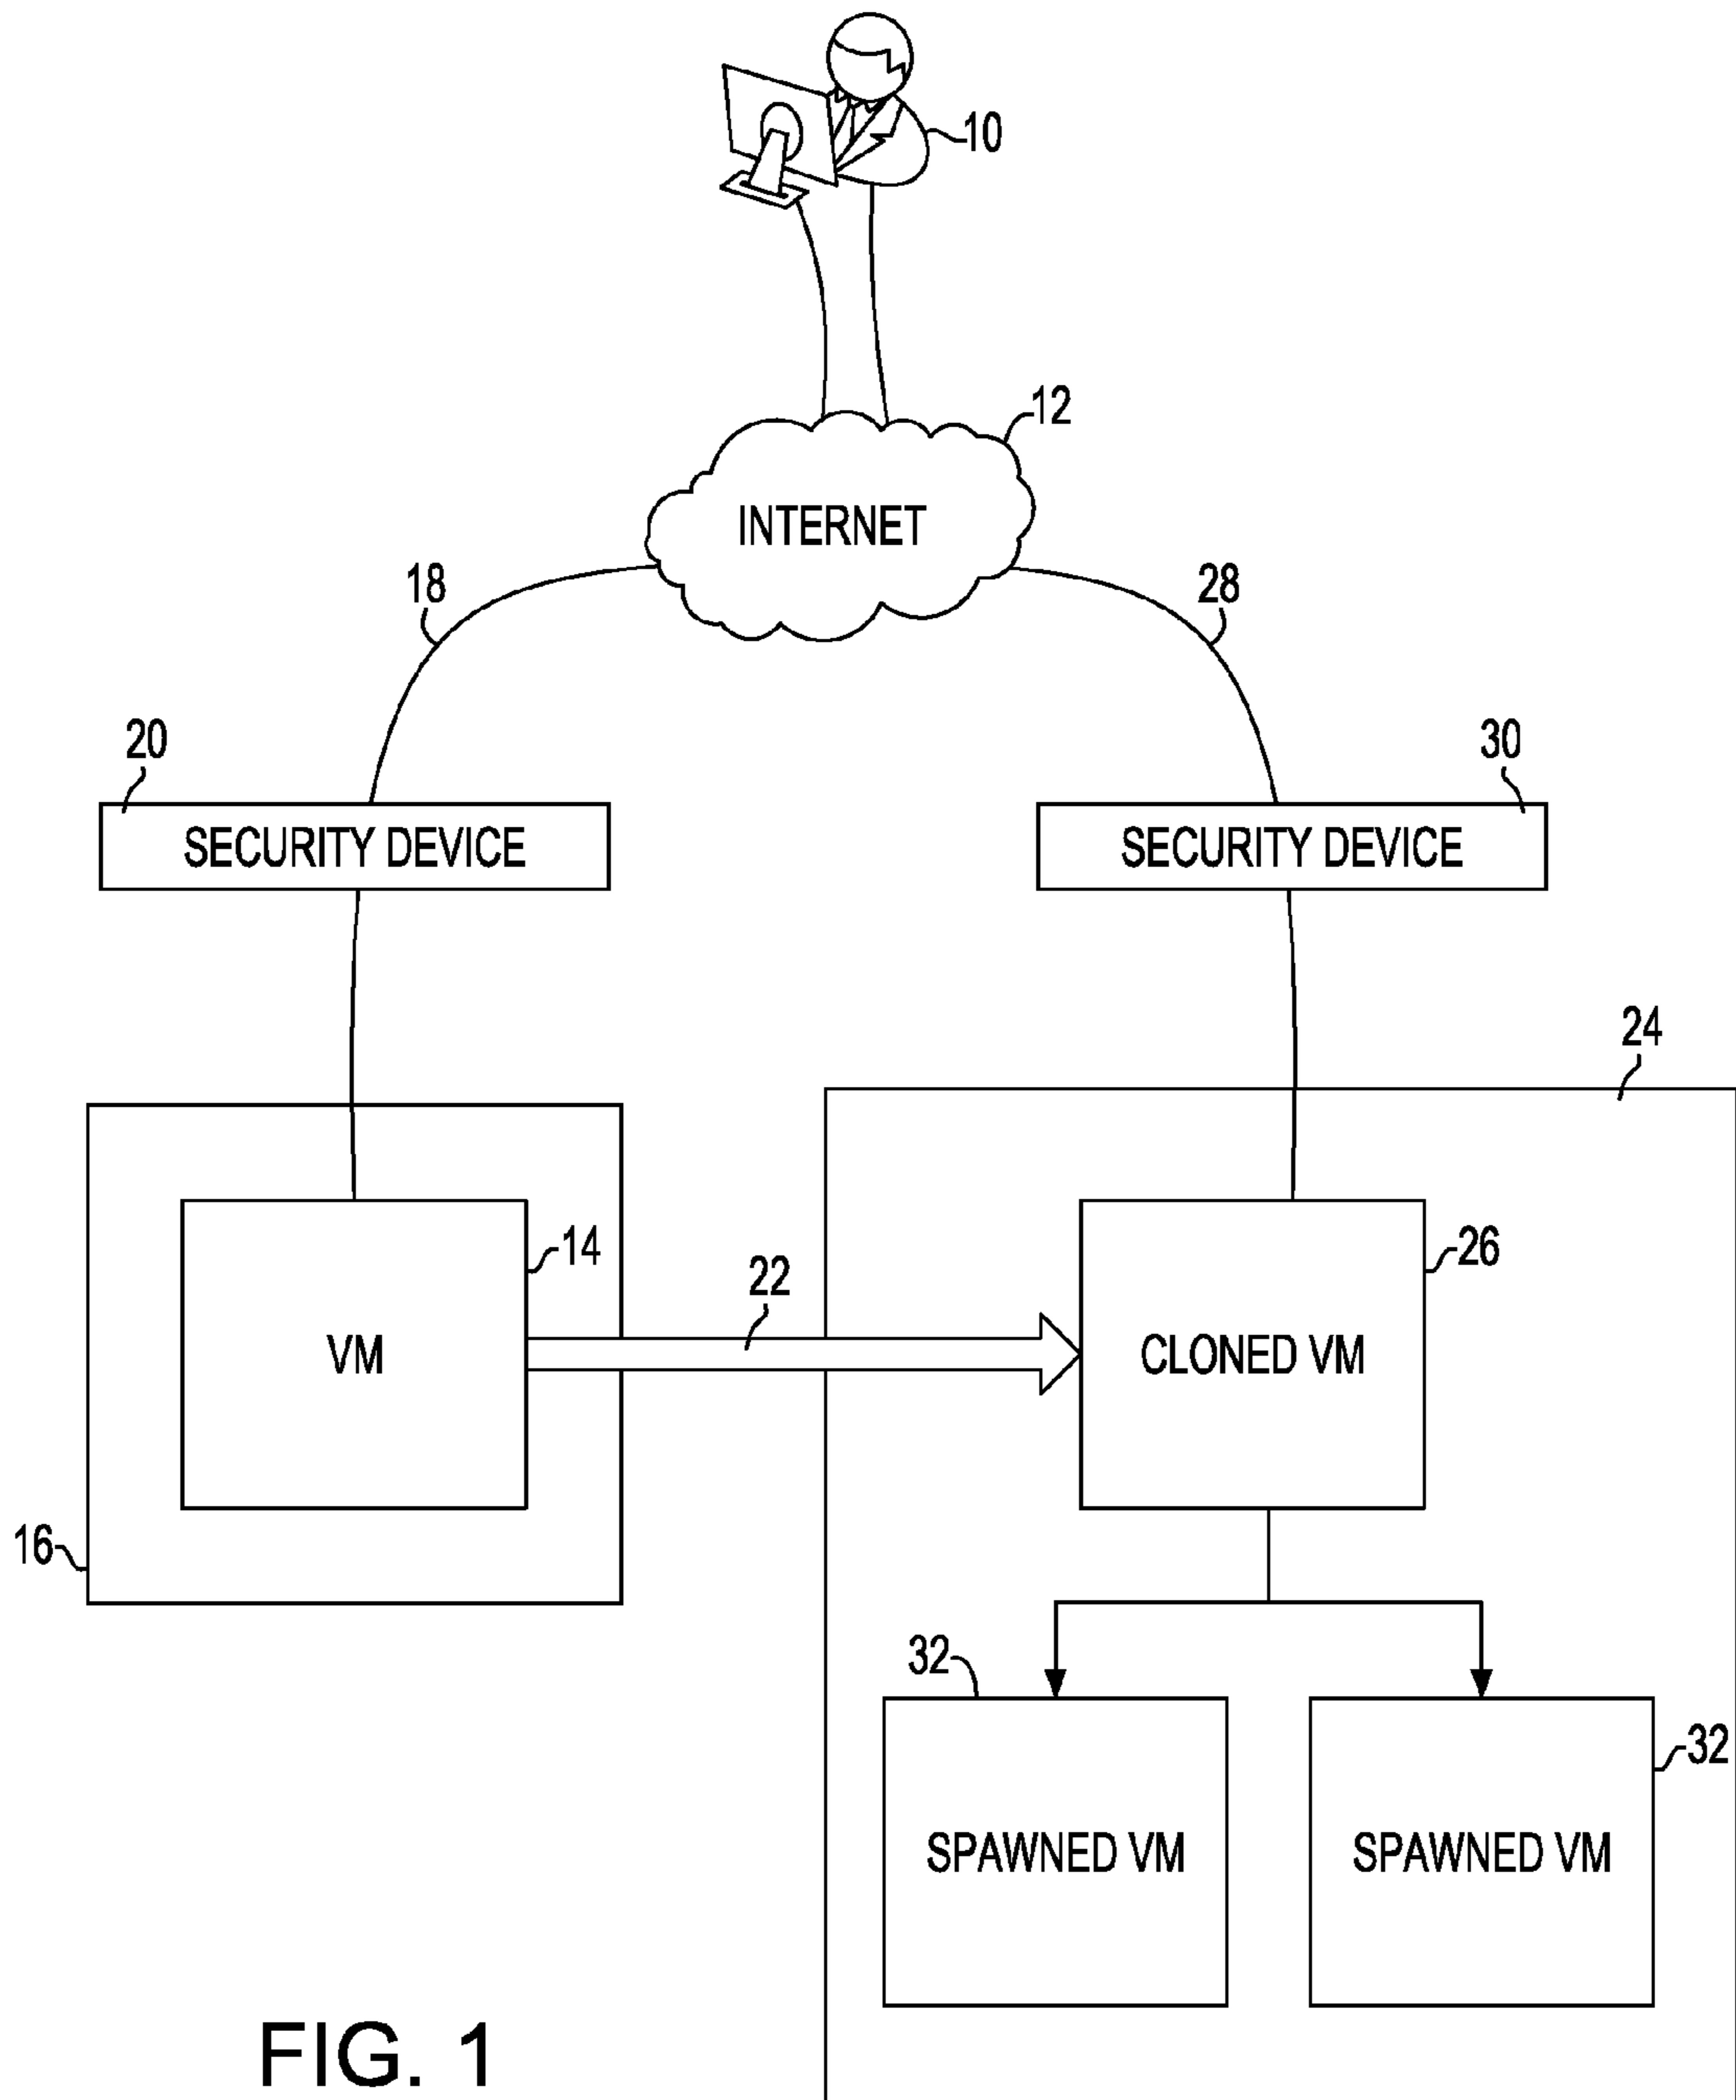 10
12
INTERNET
18
28
20
30
SECURITY DEVICE
SECURITY DEVICE
24
14
26
22
VM
CLONED VM
16
32
32
SPAWNED VM
SPAWNED VM
FIG. 1